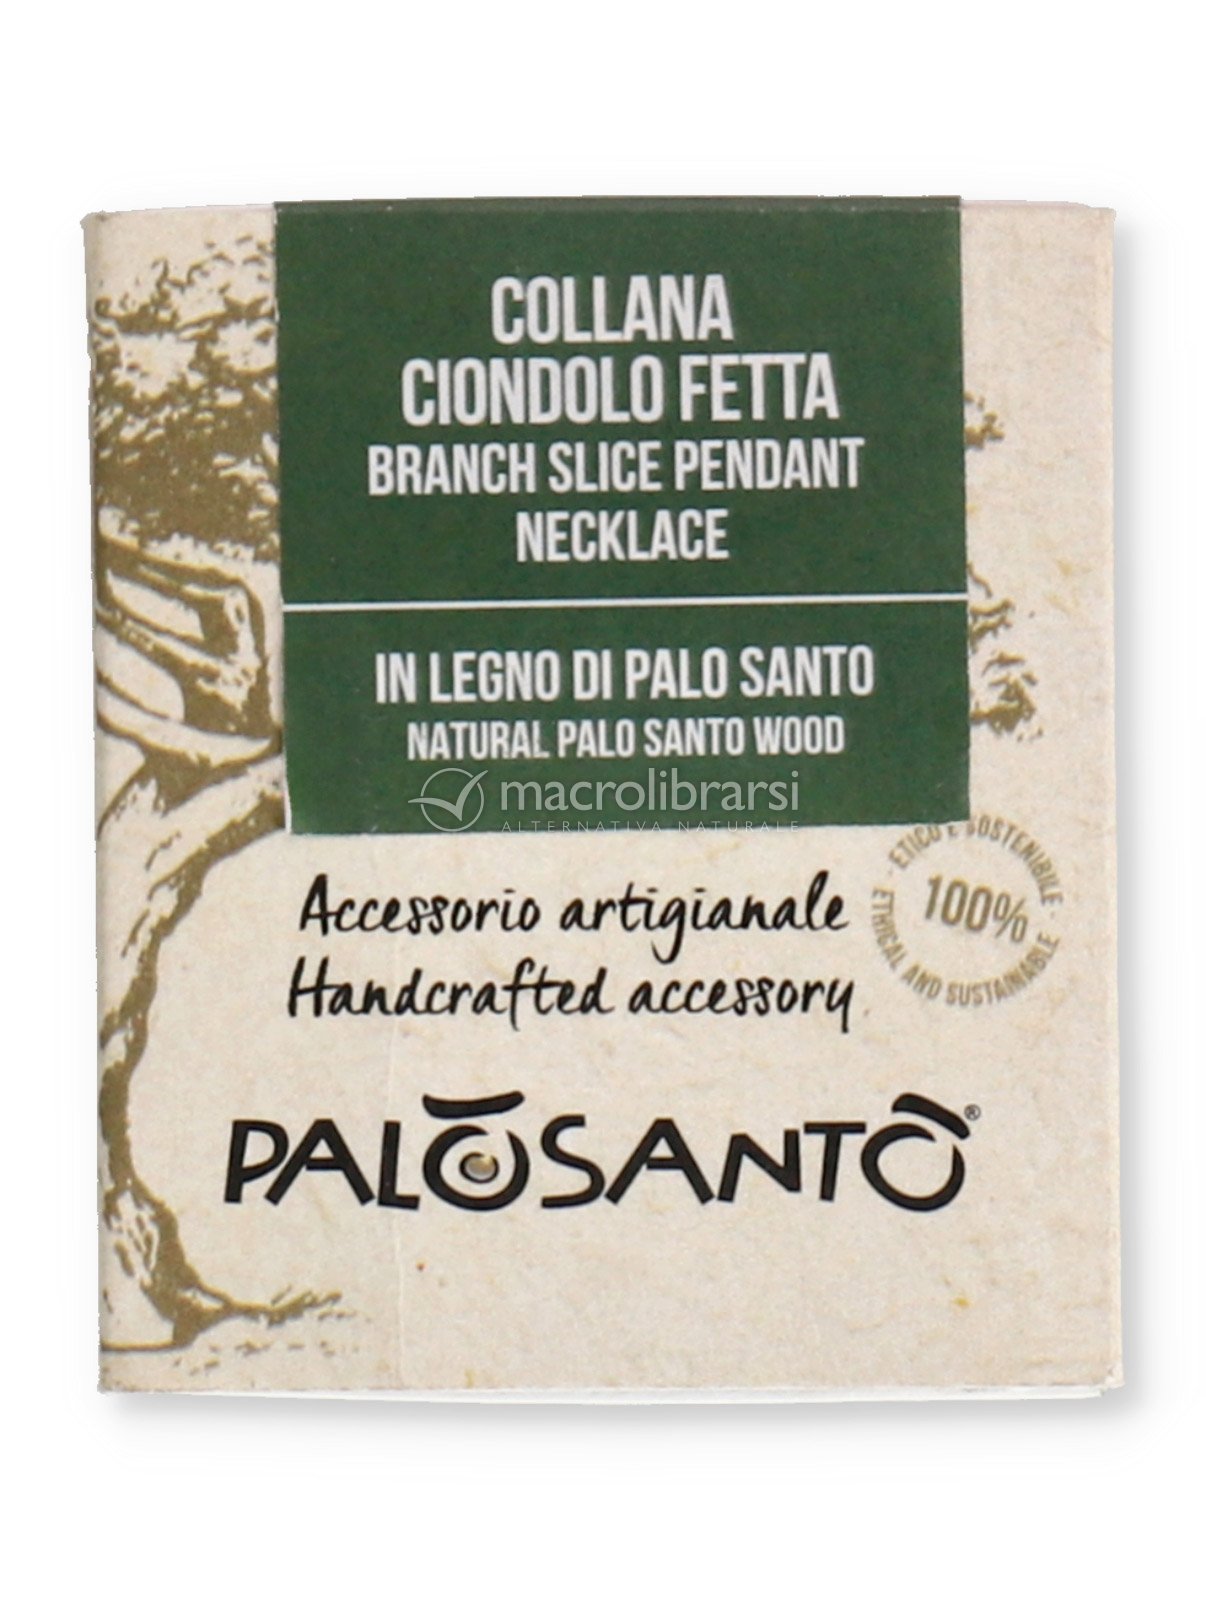 COLLANA
CIONDOLO FETTA
BRANCH SLICE PENDANT
NECKLACE
IN LEGNO DI PALO SANTO
NATURAL PALO SANTO WOOD
macrolibrarsi
ALTERNATIVA NATURALE
· ETICO E SOSTENIBILE ·
100%
ETHICAL AND SUSTAINABLE
Accessorio artigianale
Handcrafted accessory
PALOSANTO®